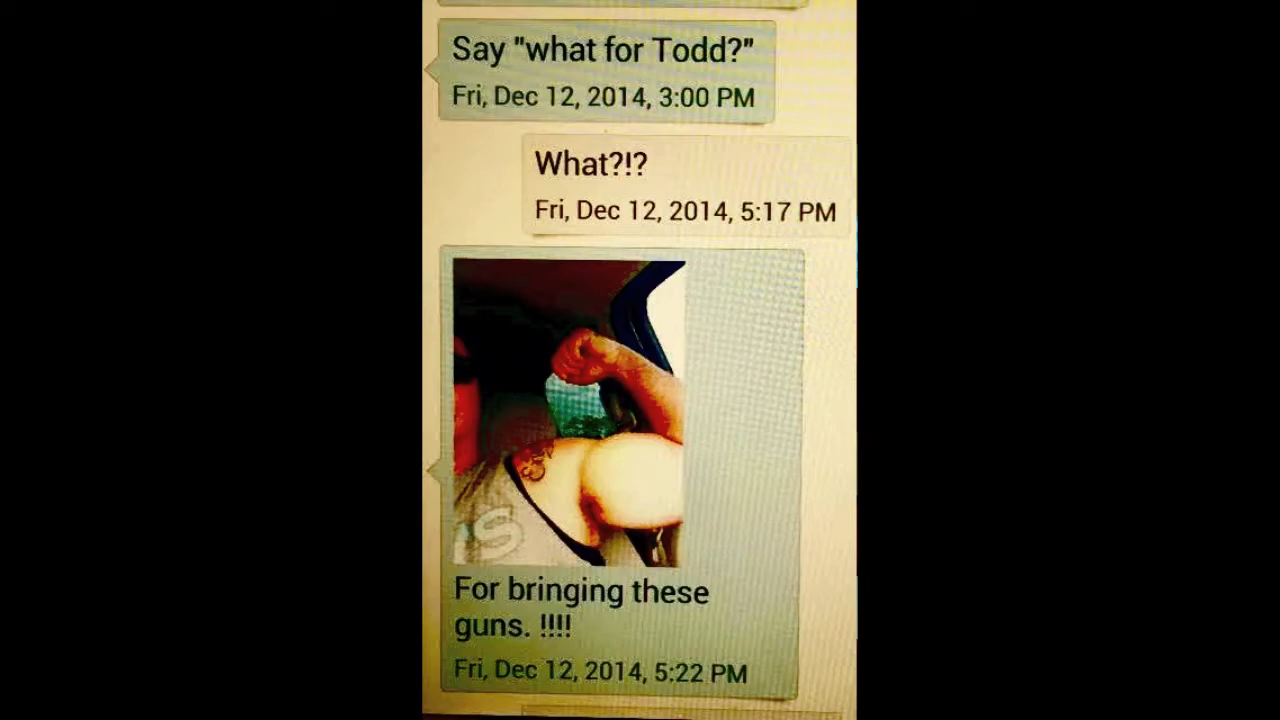 Say "what for Todd?"
Fri, Dec 12, 2014, 3:00 PM
What?!?
Fri, Dec 12, 2014, 5:17 PM
IS
For bringing these
guns. !!!!
Fri, Dec 12, 2014, 5:22 PM